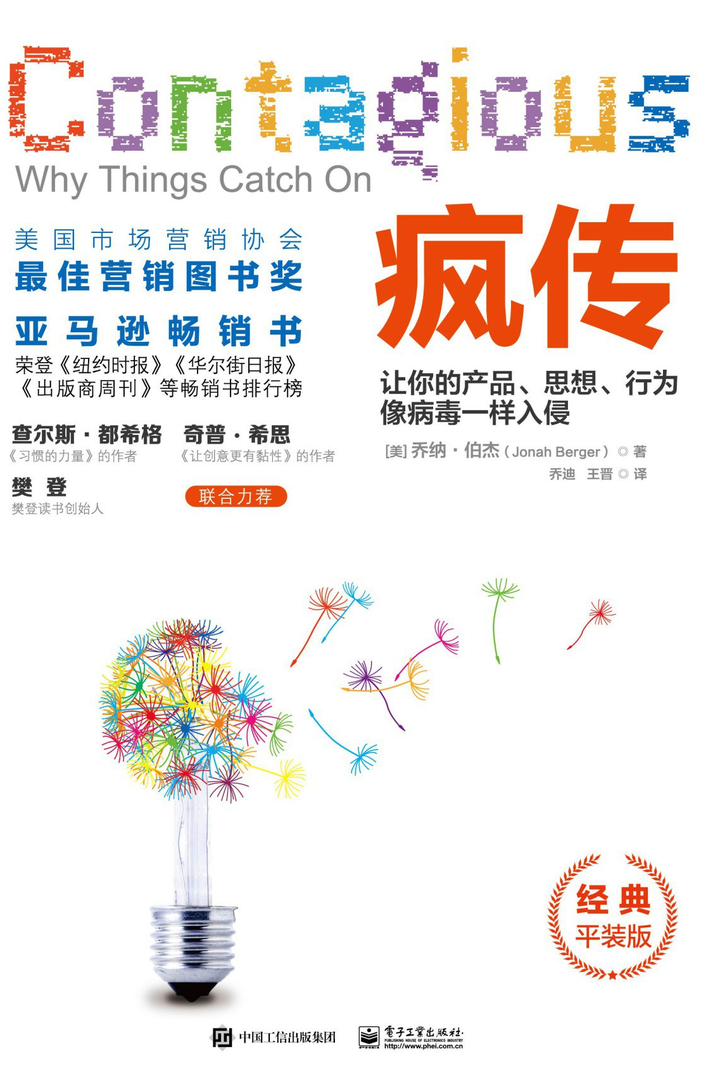 Contagious
Why Things Catch On
疯传
让你的产品、思想、行为
像病毒一样入侵
[美]乔纳·伯杰(Jonah Berger)◎著
乔迪 王晋◎译
美国市场营销协会
最佳营销图书奖
亚马逊畅销书
荣登《纽约时报》《华尔街日报》
《出版商周刊》等畅销书排行榜
查尔斯·都希格 奇普·希思
《习惯的力量》的作者 《让创意更有黏性》的作者
樊登
樊登读书创始人
联合力荐
经典
平装版
中国工信出版集团
電子工業出版社·
PUBLISHING HOUSE OF ELECTRONICS INDUSTRY
http://www.phei.com.cn